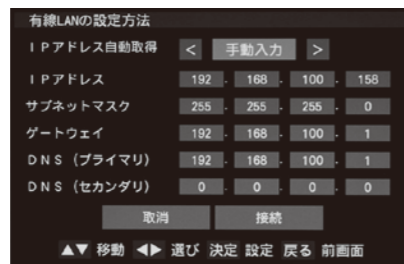 有線LANの設定方法
IPアドレス自動取得 < 手動入力 >
IPアドレス 192 . 168 . 100 . 158
サブネットマスク 255 . 255 . 255 . 0
ゲートウェイ 192 . 168 . 100 . 1
DNS (プライマリ) 192 . 168 . 100 . 1
DNS (セカンダリ) 0 . 0 . 0 . 0
取消 接続
▲▼ 移動 ◀▶ 選び 決定 設定 戻る 前画面